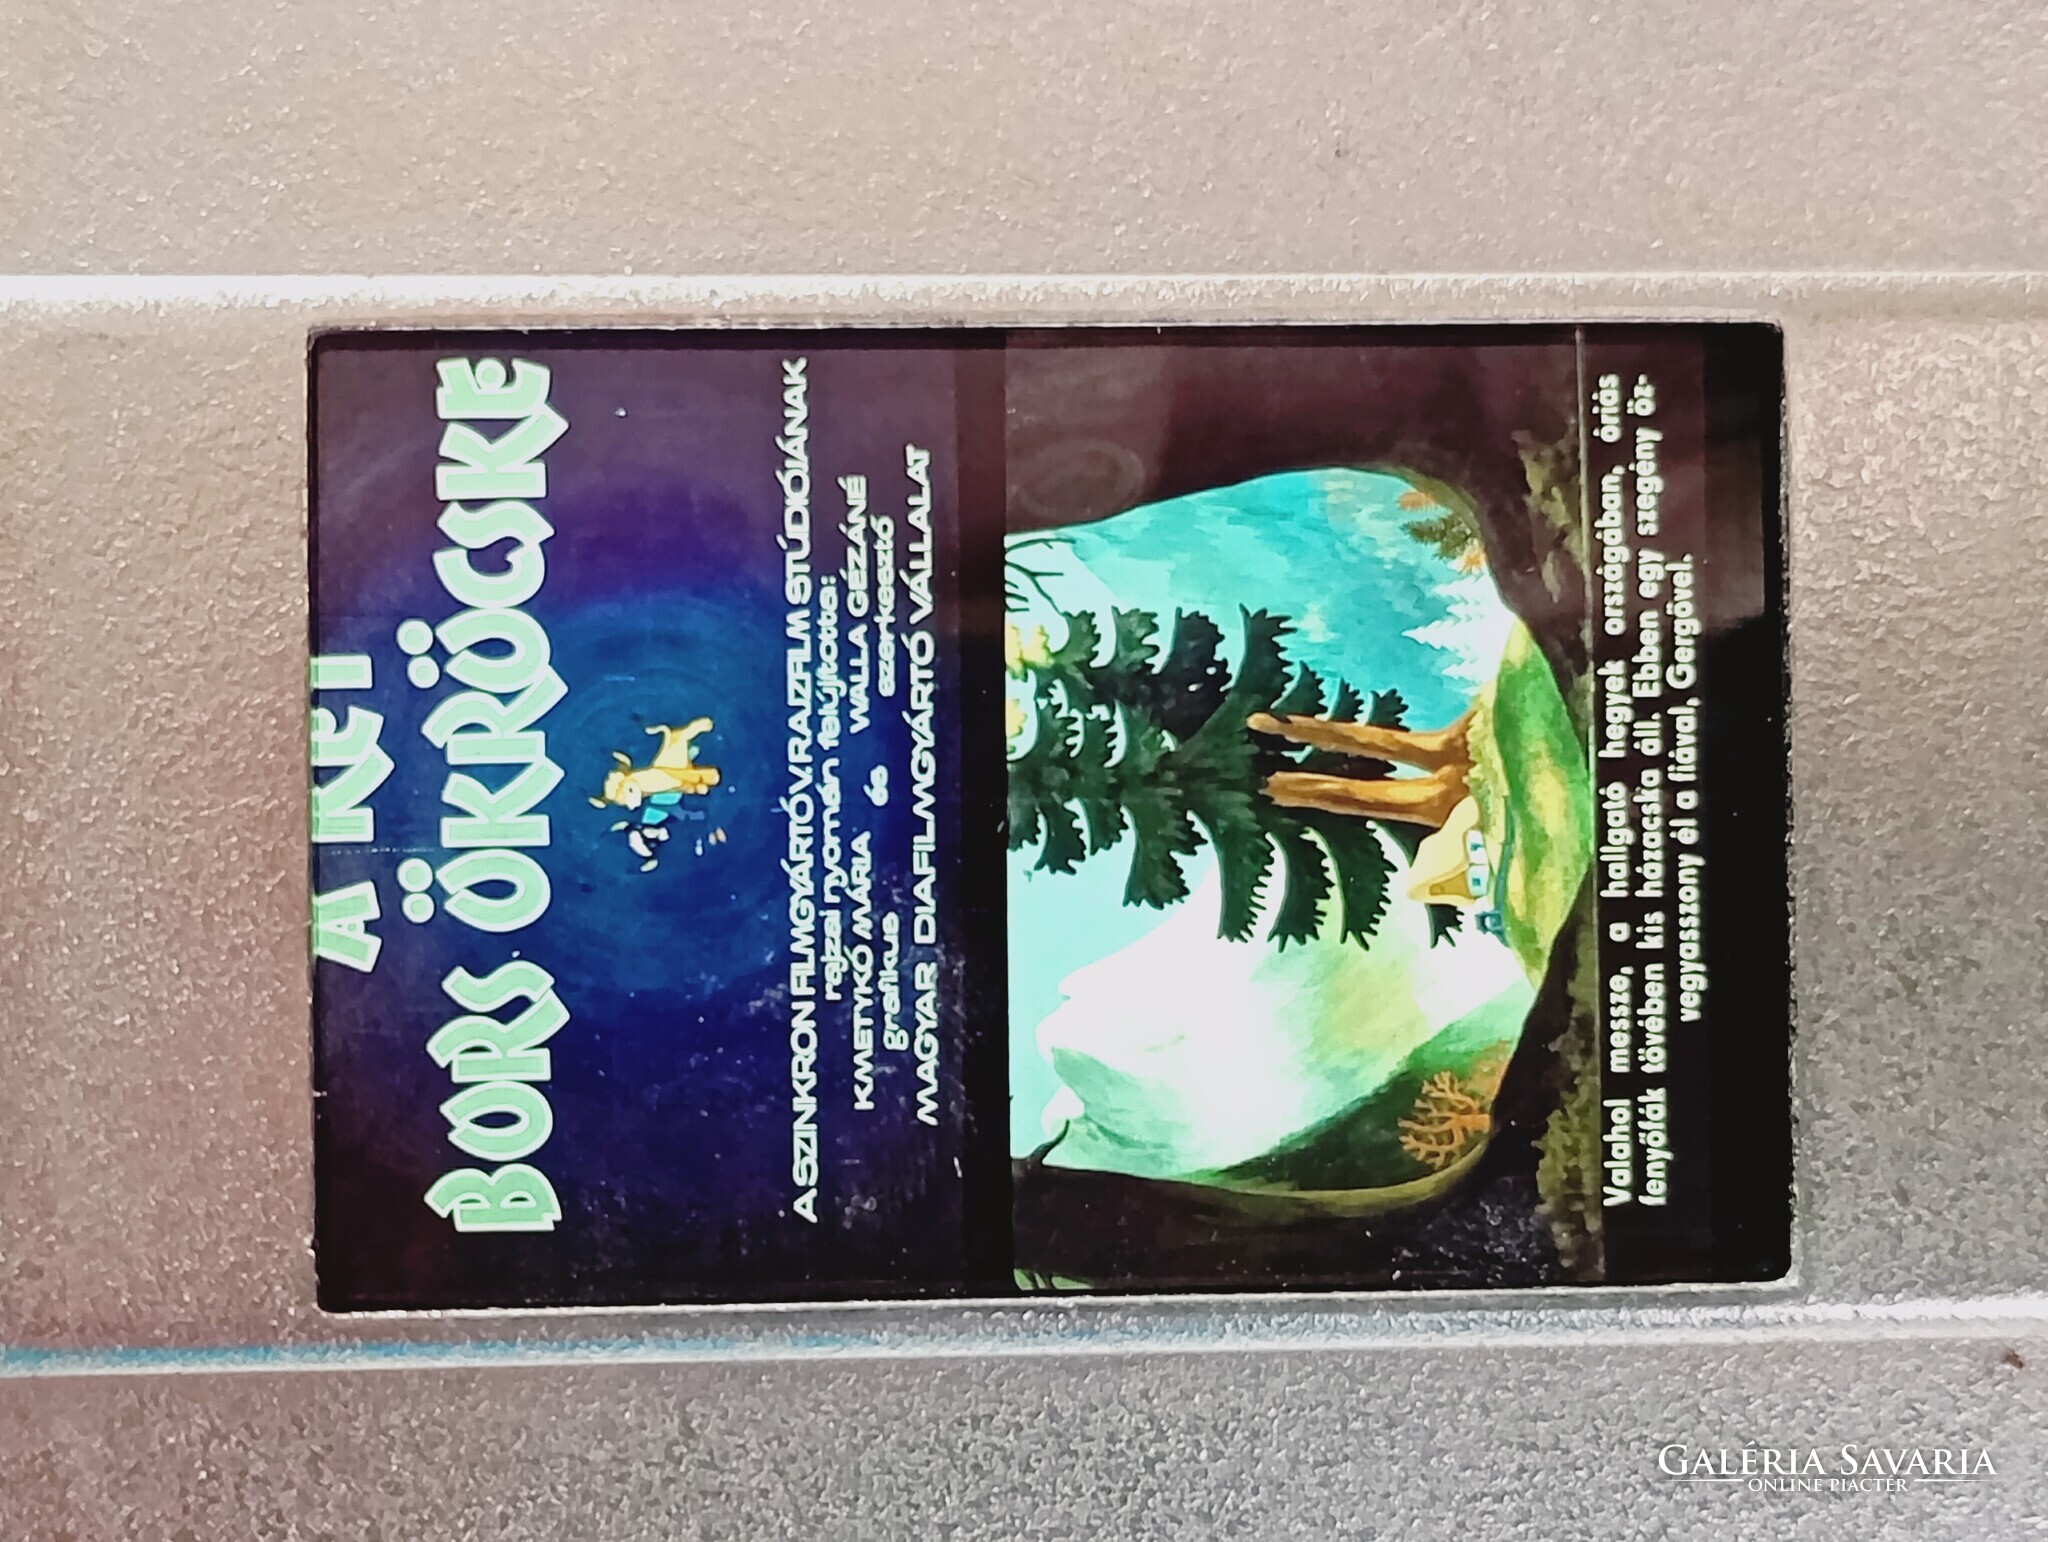 A KÉT
BORS ÖKRÖCSKE
A SZINKRON FILMGYÁRTÓ V. RAJZFILM STÚDIÓJÁNAK
rajzai nyomán felújította:
KMETYKÓ MÁRIA és WALLA GÉZÁNÉ
grafikus szerkesztő
MAGYAR DIAFILMGYÁRTÓ VÁLLALAT
Valahol messze, a hallgató hegyek országában, óriás
fenyőfák tövében kis házacska áll. Ebben egy szegény öz-
vegyasszony él a fiával, Gergővel.
GALÉRIA SAVARIA
ONLINE PIACTÉR